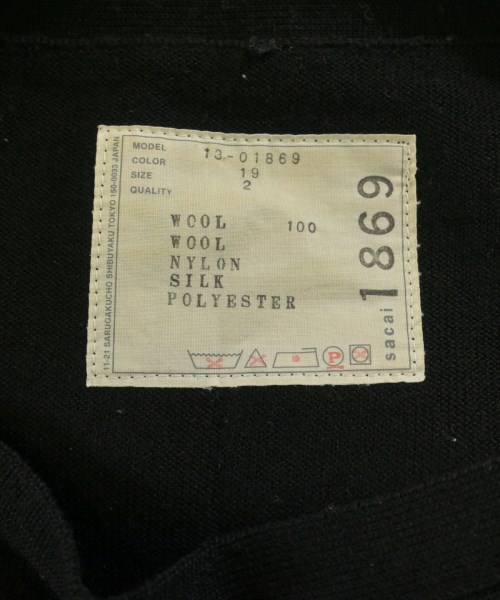 MODEL 13-01869
COLOR 19
SIZE 2
QUALITY
WOOL 100
WOOL
NYLON
SILK
POLYESTER
P
sacai 1869
11-21 SARUGAKUCHO SHIBUYAKU TOKYO 150-0033 JAPAN